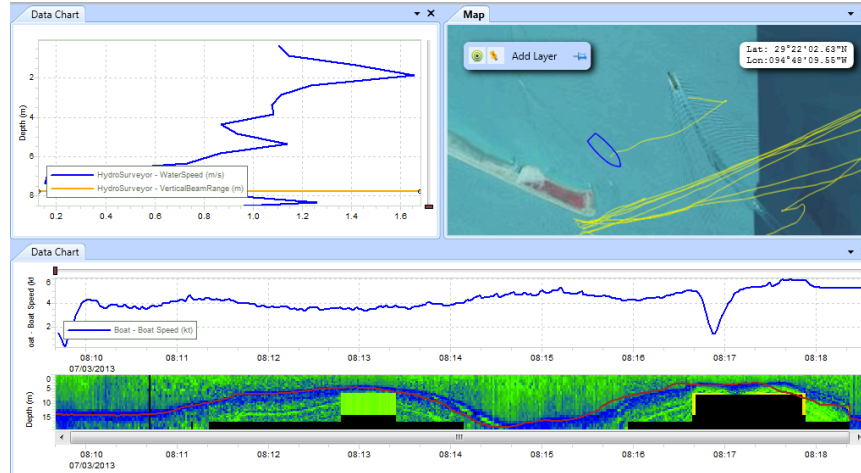 Data Chart
Depth (m)
2
4
6
8
HydroSurveyor - WaterSpeed (m/s)
HydroSurveyor - VerticalBeamRange (m)
0.2 0.4 0.6 0.8 1.0 1.2 1.4 1.6
Map
Add Layer
Lat: 29°22'02.63"N
Lon:094°48'09.55"W
Data Chart
oat - Boat Speed (kt
6
4
2
Boat - Boat Speed (kt)
08:10 08:11 08:12 08:13 08:14 08:15 08:16 08:17 08:18
07/03/2013
Depth (m)
0
5
10
15
08:10 08:11 08:12 08:13 08:14 08:15 08:16 08:17 08:18
07/03/2013